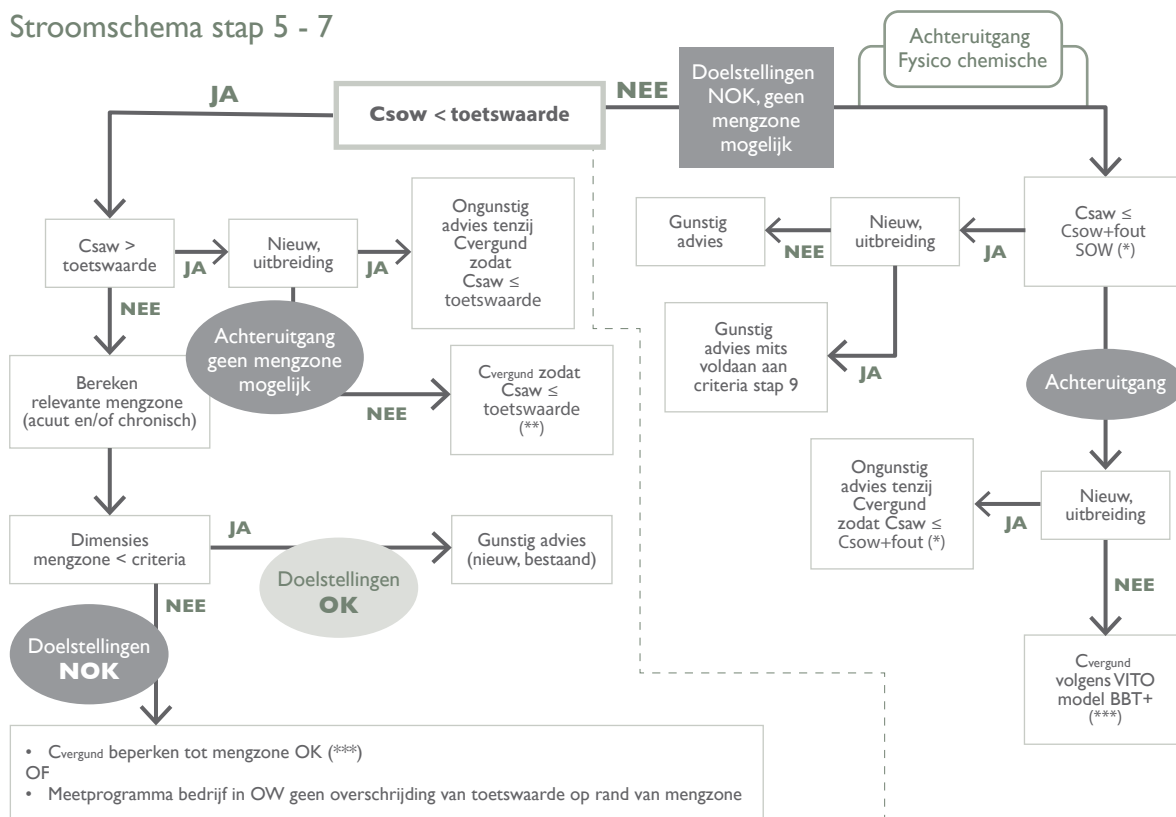 Stroomschema stap 5 - 7
JA
Csow < toetswaarde
NEE
Doelstellingen
NOK, geen
mengzone
mogelijk
Achteruitgang
Fysico chemische
Csaw >
toetswaarde
JA
Nieuw,
uitbreiding
JA
Ongunstig
advies tenzij
Cvergund
zodat
Csaw ≤
toetswaarde
NEE
Achteruitgang
geen mengzone
mogelijk
NEE
Cvergund zodat
Csaw ≤
toetswaarde
(**)
Bereken
relevante mengzone
(acuut en/of chronisch)
Dimensies
mengzone < criteria
JA
Doelstellingen
OK
Gunstig advies
(nieuw, bestaand)
NEE
Doelstellingen
NOK
• Cvergund beperken tot mengzone OK (***)
OF
• Meetprogramma bedrijf in OW geen overschrijding van toetswaarde op rand van mengzone
Csaw ≤
Csow+fout
SOW (*)
JA
Nieuw,
uitbreiding
NEE
Gunstig
advies
JA
Gunstig
advies mits
voldaan aan
criteria stap 9
Achteruitgang
Nieuw,
uitbreiding
JA
Ongunstig
advies tenzij
Cvergund
zodat Csaw ≤
Csow+fout (*)
NEE
Cvergund
volgens VITO
model BBT+
(***)